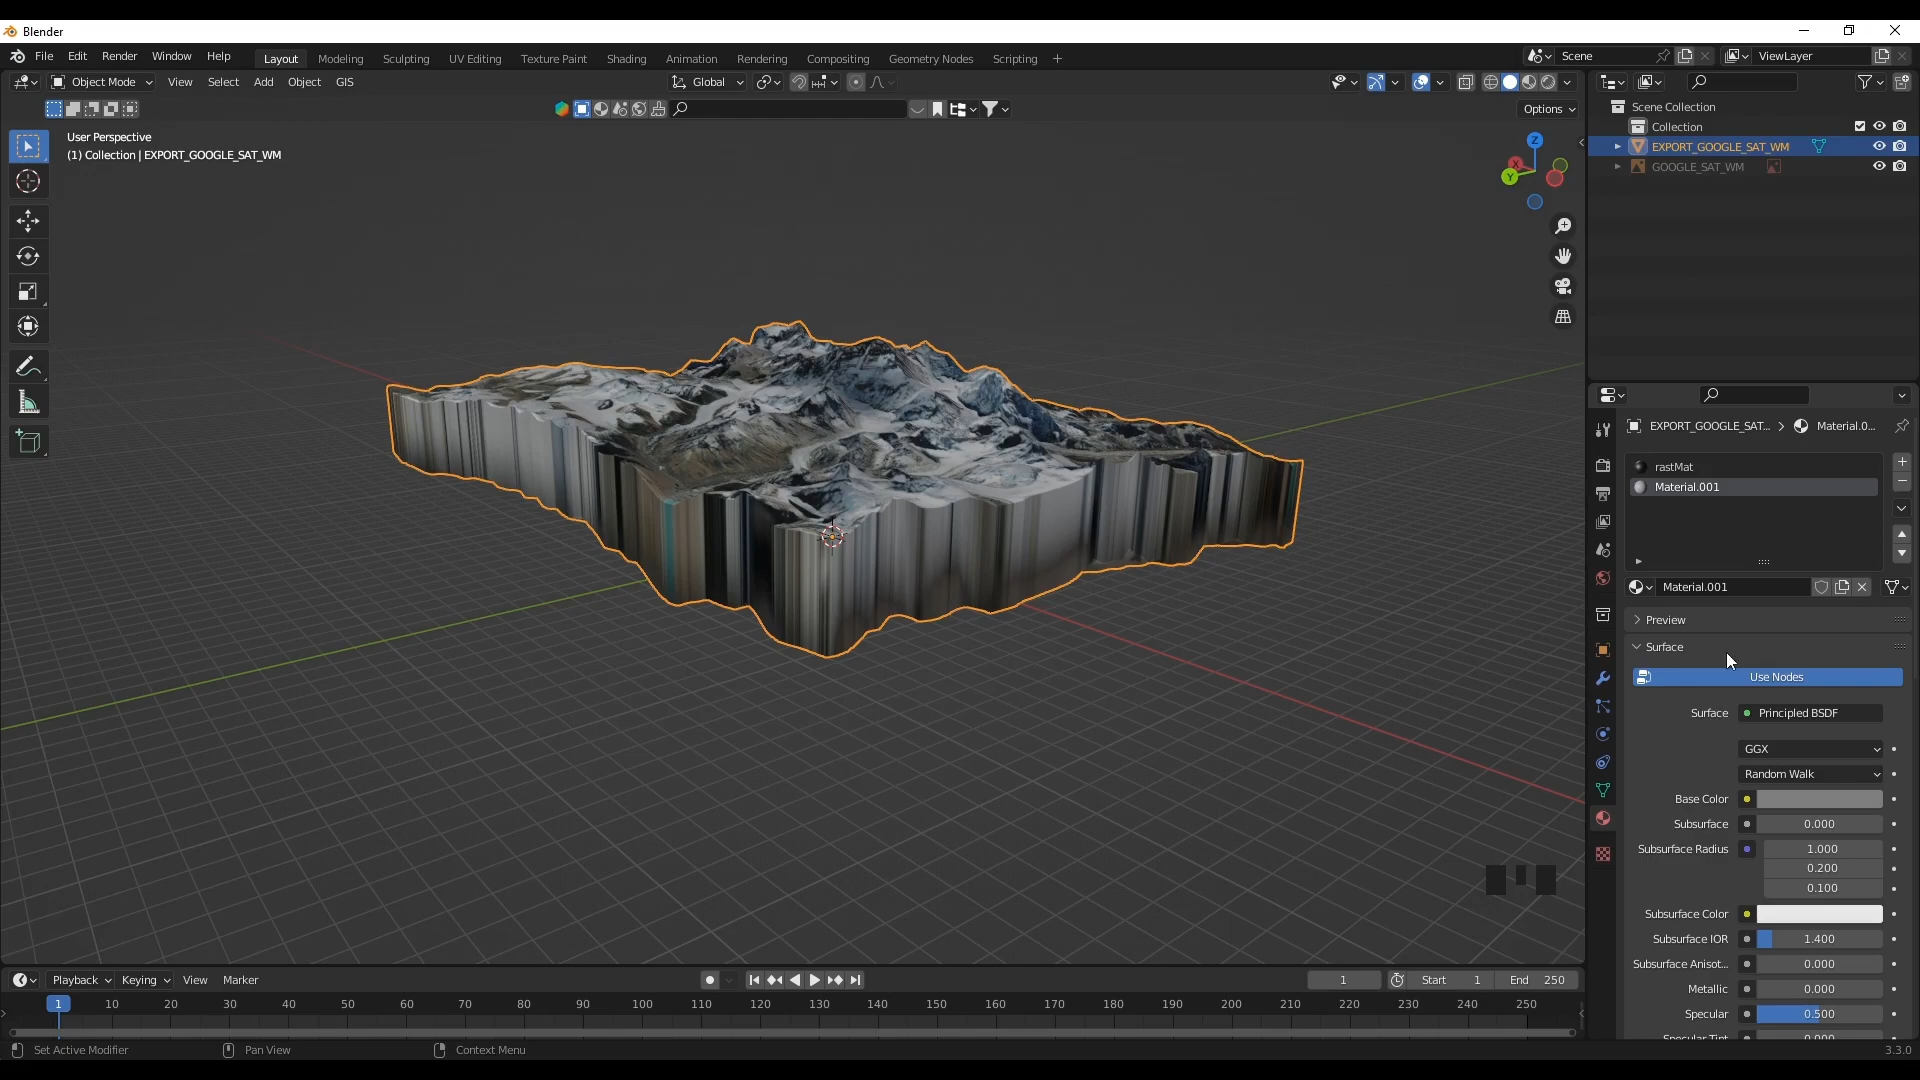 Blender
File Edit Render Window Help Layout Modeling Sculpting UV Editing Texture Paint Shading Animation Rendering Compositing Geometry Nodes Scripting + Scene ViewLayer
Object Mode View Select Add Object GIS Global
Options
User Perspective
(1) Collection | EXPORT_GOOGLE_SAT_WM
Z
X
Y
Scene Collection
Collection
EXPORT_GOOGLE_SAT_WM
GOOGLE_SAT_WM
EXPORT_GOOGLE_SAT... > Material.0...
rastMat
Material.001
Material.001
Preview
Surface
Use Nodes
Surface Principled BSDF
GGX
Random Walk
Base Color
Subsurface 0.000
Subsurface Radius 1.000
0.200
0.100
Subsurface Color
Subsurface IOR 1.400
Subsurface Anisot... 0.000
Metallic 0.000
Specular 0.500
Specular Tint 0.000
Playback Keying View Marker 1 Start 1 End 250
1 10 20 30 40 50 60 70 80 90 100 110 120 130 140 150 160 170 180 190 200 210 220 230 240 250
Set Active Modifier Pan View Context Menu 3.3.0